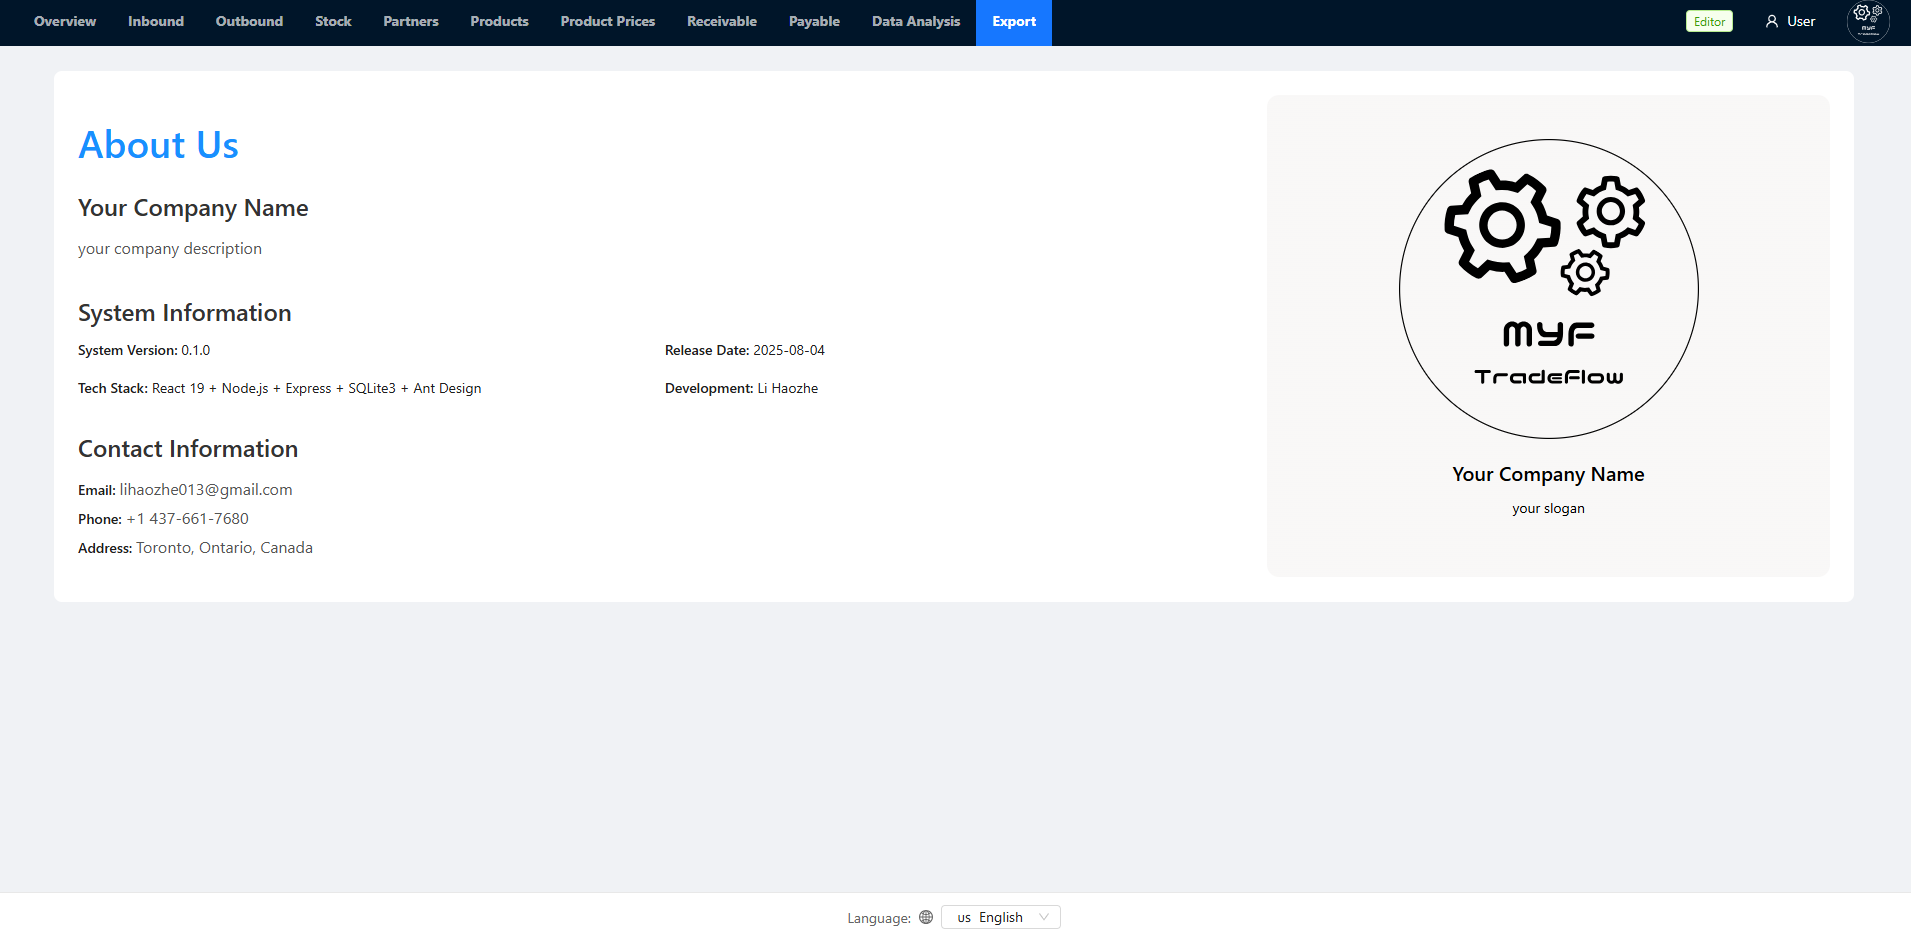 Overview Inbound Outbound Stock Partners Products Product Prices Receivable Payable Data Analysis Export Editor User
MYF
TradeFlow
About Us
Your Company Name
your company description
System Information
System Version: 0.1.0 Release Date: 2025-08-04
Tech Stack: React 19 + Node.js + Express + SQLite3 + Ant Design Development: Li Haozhe
Contact Information
Email: lihaozhe013@gmail.com
Phone: +1 437-661-7680
Address: Toronto, Ontario, Canada
MYF
TradeFlow
Your Company Name
your slogan
Language: us English